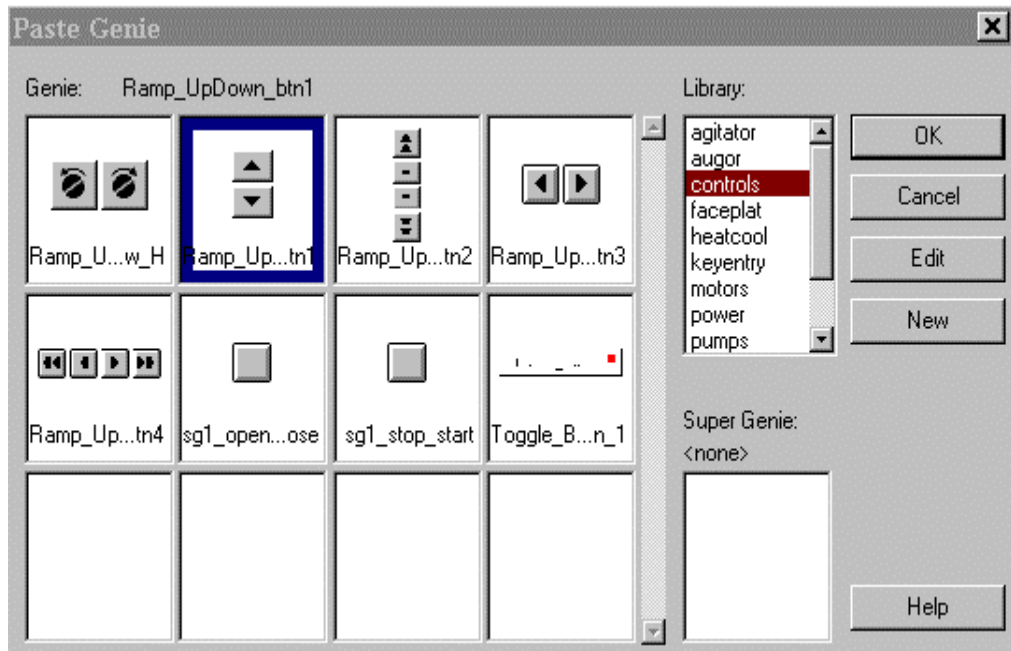 Paste Genie
Genie: Ramp_UpDown_btn1
Ramp_U...w_H
Ramp_Up...tn1
Ramp_Up...tn2
Ramp_Up...tn3
Ramp_Up...tn4
sg1_open...ose
sg1_stop_start
Toggle_B...n_1
Library:
agitator
augor
controls
faceplat
heatcool
keyentry
motors
power
pumps
OK
Cancel
Edit
New
Super Genie:
<none>
Help